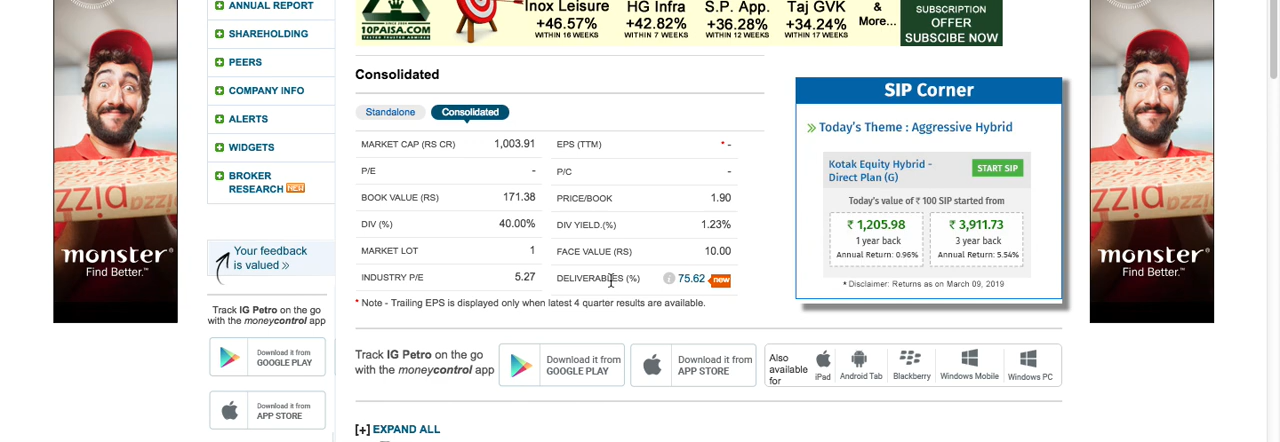 ANNUAL REPORT
SHAREHOLDING
PEERS
COMPANY INFO
ALERTS
WIDGETS
BROKER
RESEARCH NEW
Your feedback
is valued »
Track IG Petro on the go
with the moneycontrol app
Download it from
GOOGLE PLAY
Download it from
APP STORE
monster®
Find Better.™
10PAISA.COM
Inox Leisure
+46.57%
WITHIN 16 WEEKS
HG Infra
+42.82%
WITHIN 7 WEEKS
S.P. App.
+36.28%
WITHIN 12 WEEKS
Taj GVK
+34.24%
WITHIN 17 WEEKS
&
More...
SUBSCRIPTION
OFFER
SUBSCIBE NOW
Consolidated
Standalone
Consolidated
MARKET CAP (RS CR) 1,003.91
P/E -
BOOK VALUE (RS) 171.38
DIV (%) 40.00%
MARKET LOT 1
INDUSTRY P/E 5.27
EPS (TTM) * -
P/C -
PRICE/BOOK 1.90
DIV YIELD.(%) 1.23%
FACE VALUE (RS) 10.00
DELIVERABLES (%) i 75.62 new
* Note - Trailing EPS is displayed only when latest 4 quarter results are available.
SIP Corner
Today's Theme : Aggressive Hybrid
Kotak Equity Hybrid -
Direct Plan (G)
START SIP
Today's value of ₹ 100 SIP started from
₹ 1,205.98
1 year back
Annual Return: 0.96%
₹ 3,911.73
3 year back
Annual Return: 5.54%
* Disclaimer: Returns as on March 09, 2019
Track IG Petro on the go
with the moneycontrol app
Download it from
GOOGLE PLAY
Download it from
APP STORE
Also
available
for
iPad
Android Tab
Blackberry
Windows Mobile
Windows PC
[+] EXPAND ALL
pizza
monster®
Find Better.™
pizza